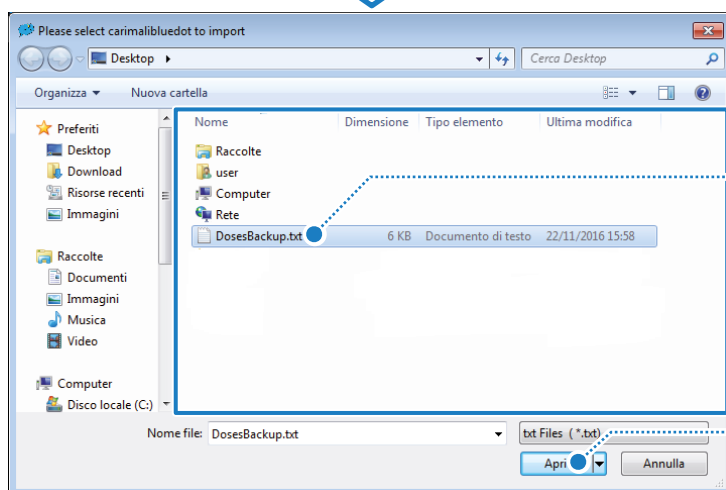 Please select carimalibluedot to import
Desktop
Cerca Desktop
Organizza
Nuova cartella
Preferiti
Desktop
Download
Risorse recenti
Immagini
Raccolte
Documenti
Immagini
Musica
Video
Computer
Disco locale (C:)
Nome Dimensione Tipo elemento Ultima modifica
Raccolte
user
Computer
Rete
DosesBackup.txt 6 KB Documento di testo 22/11/2016 15:58
Nome file: DosesBackup.txt
txt Files (*.txt)
Apri
Annulla